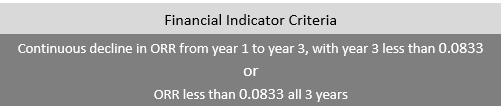 Financial Indicator Criteria
Continuous decline in ORR from year 1 to year 3, with year 3 less than 0.0833
or
ORR less than 0.0833 all 3 years